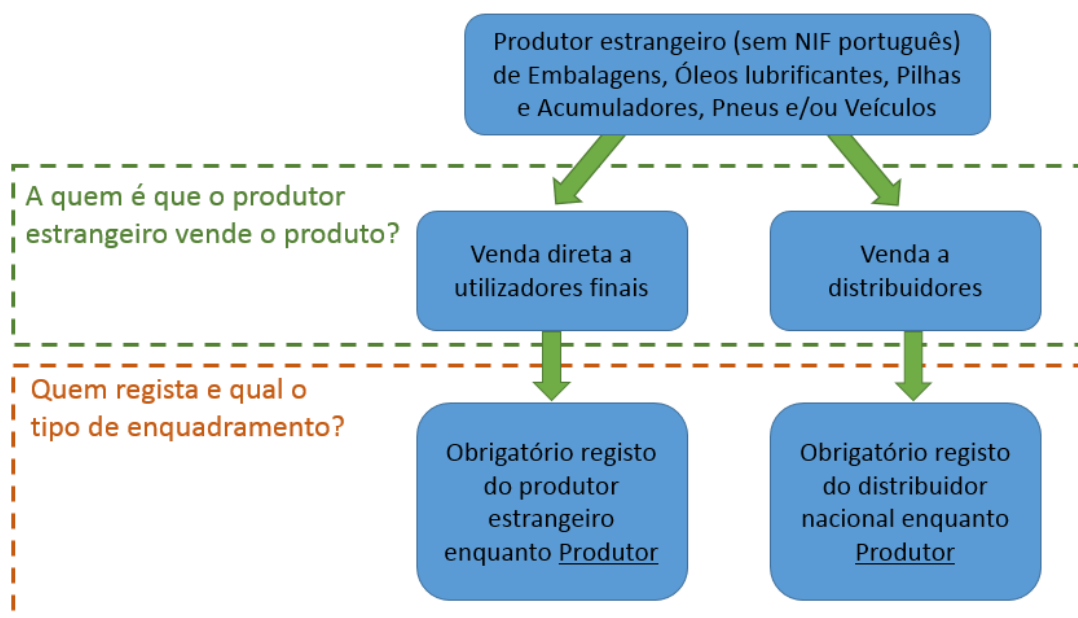 Produtor estrangeiro (sem NIF português)
de Embalagens, Óleos lubrificantes, Pilhas
e Acumuladores, Pneus e/ou Veículos
A quem é que o produtor
estrangeiro vende o produto?
Venda direta a
utilizadores finais
Venda a
distribuidores
Quem regista e qual o
tipo de enquadramento?
Obrigatório registo
do produtor
estrangeiro
enquanto Produtor
Obrigatório registo
do distribuidor
nacional enquanto
Produtor